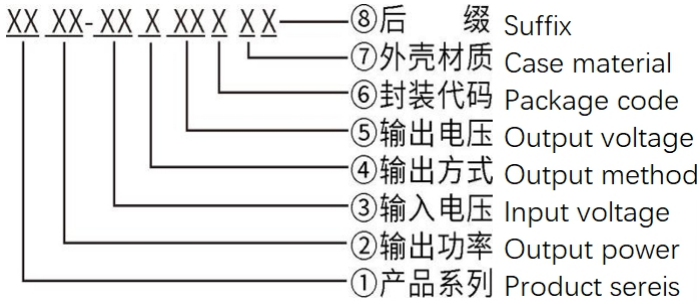 XX XX-XX X XX X X X
⑧后 缀 Suffix
⑦外壳材质 Case material
⑥封装代码 Package code
⑤输出电压 Output voltage
④输出方式 Output method
③输入电压 Input voltage
②输出功率 Output power
①产品系列 Product sereis